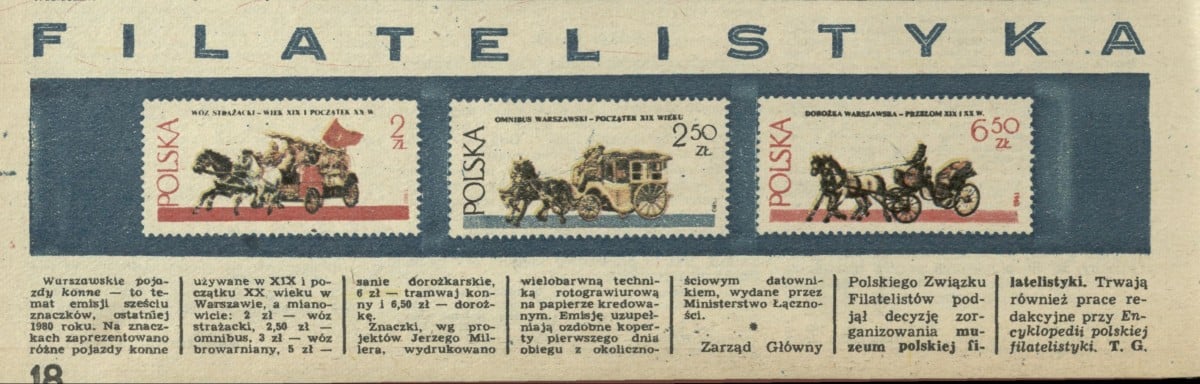 FILATELISTYKA
WÓZ STRAŻACKI – WIEK XIX I POCZĄTEK XX W.
POLSKA
2
ZŁ
OMNIBUS WARSZAWSKI – POCZĄTEK XIX WIEKU
POLSKA
2 50
ZŁ
DOROŻKA WARSZAWSKA – PRZEŁOM XIX I XX W.
POLSKA
6 50
ZŁ
Warszawskie poja-
zdy konne — to te-
mat emisji sześciu
znaczków, ostatniej
1980 roku. Na znacz-
kach zaprezentowano
różne pojazdy konne
używane w XIX i po-
czątku XX wieku w
Warszawie, a miano-
wicie: 2 zł — wóz
strażacki, 2,50 zł —
omnibus, 3 zł — wóz
browarniany, 5 zł —
sanie dorożkarskie,
6 zł — tramwaj kon-
ny i 6,50 zł — doroż-
kę.
Znaczki, wg pro-
jektów Jerzego Mil-
lera, wydrukowano
wielobarwną techni-
ką rotograwiurową
na papierze kredowa-
nym. Emisję uzupeł-
niają ozdobne koper-
ty pierwszego dnia
obiegu z okoliczno-
ściowym datowni-
kiem, wydane przez
Ministerstwo Łączno-
ści.
*
Zarząd Główny
Polskiego Związku
Filatelistów pod-
jął decyzję zor-
ganizowania mu-
zeum polskiej fi-
latelistyki. Trwają
również prace re-
dakcyjne przy En-
cyklopedii polskiej
filatelistyki. T. G.
18